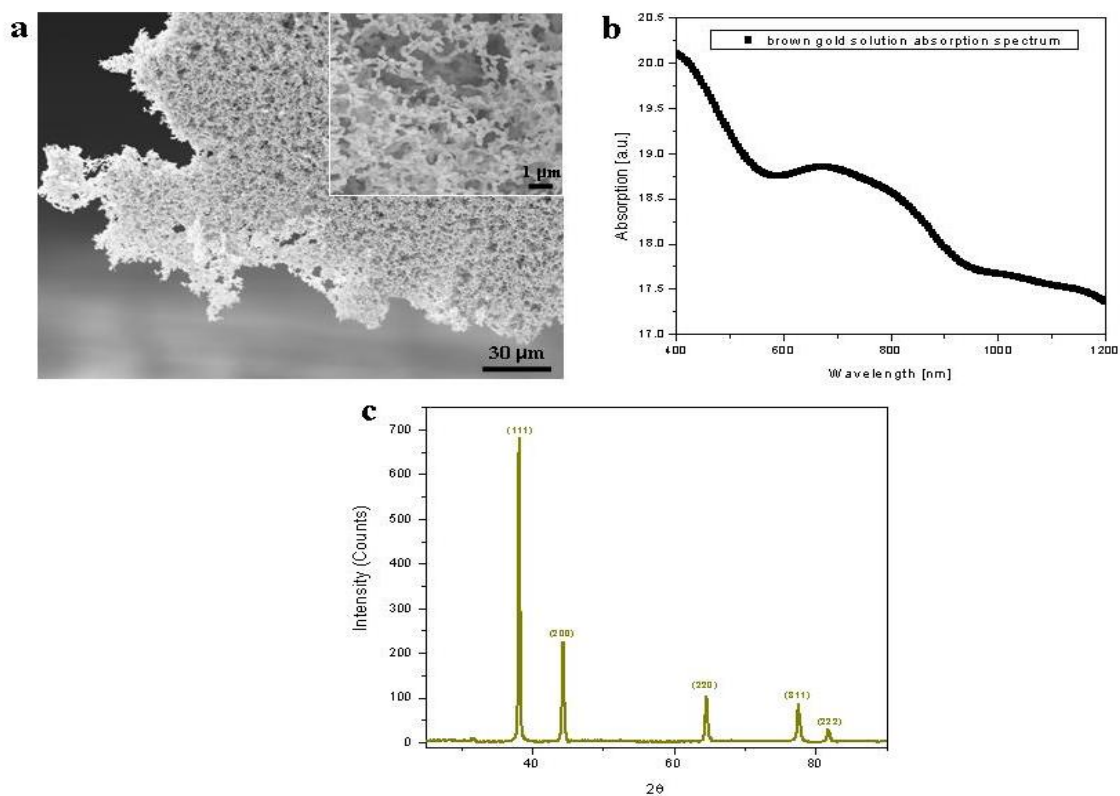 a
1 µm
30 µm
b
brown gold solution absorption spectrum
Absorption [a.u.]
20.5
20.0
19.5
19.0
18.5
18.0
17.5
17.0
400
600
800
1000
1200
Wavelength [nm]
c
Intensity (Counts)
700
600
500
400
300
200
100
0
(111)
(200)
(220)
(311)
(222)
40
60
80
2θ